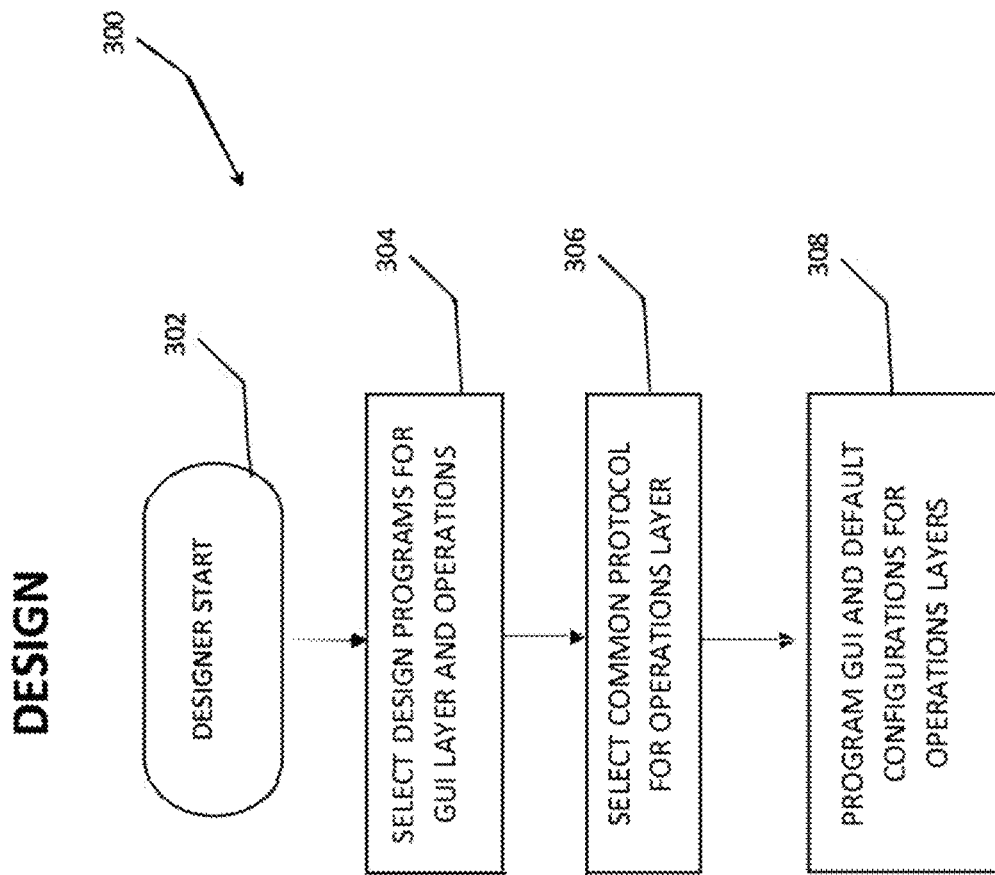 DESIGN
300
DESIGNER START
302
SELECT DESIGN PROGRAMS FOR
GUI LAYER AND OPERATIONS
304
SELECT COMMON PROTOCOL
FOR OPERATIONS LAYER
306
PROGRAM GUI AND DEFAULT
CONFIGURATIONS FOR
OPERATIONS LAYERS
308